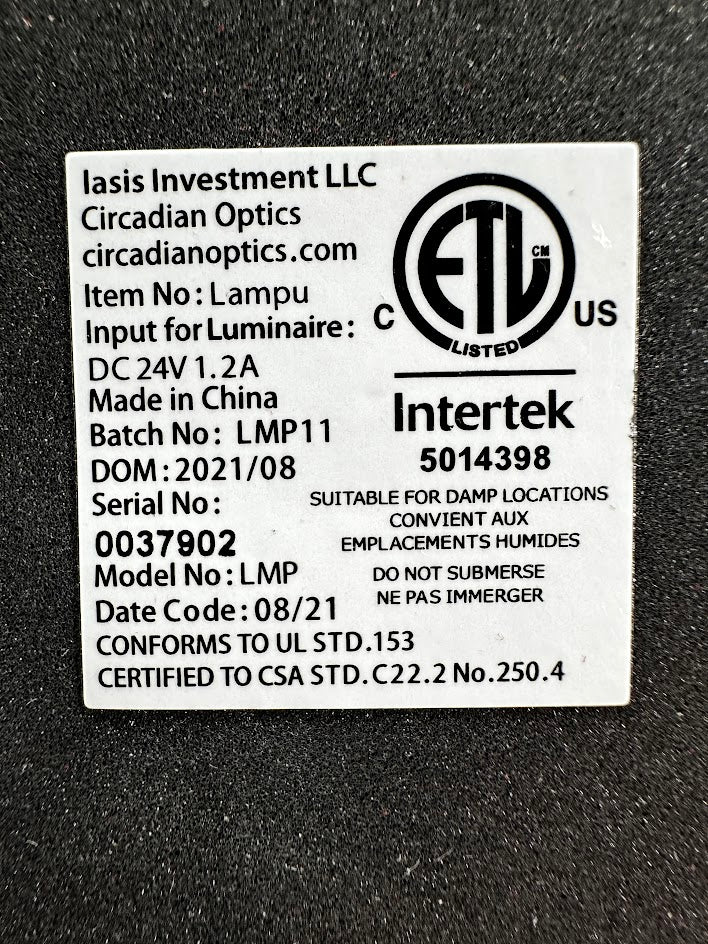 Iasis Investment LLC
Circadian Optics
circadianoptics.com
Item No: Lampu
Input for Luminaire:
DC 24V 1.2A
Made in China
Batch No: LMP11
DOM: 2021/08
Serial No:
0037902
Model No: LMP
Date Code: 08/21
CONFORMS TO UL STD.153
CERTIFIED TO CSA STD.C22.2 No.250.4
ETL CM
C US
LISTED
Intertek
5014398
SUITABLE FOR DAMP LOCATIONS
CONVIENT AUX
EMPLACEMENTS HUMIDES
DO NOT SUBMERSE
NE PAS IMMERGER